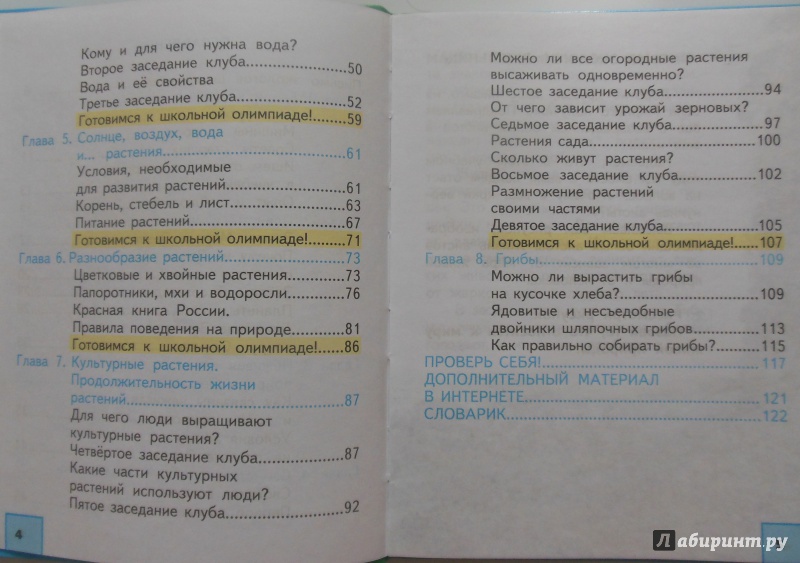 Кому и для чего нужна вода?
Второе заседание клуба..................50
Вода и её свойства
Третье заседание клуба..................52
Готовимся к школьной олимпиаде!.......59
Глава 5. Солнце, воздух, вода
и... растения.............................61
Условия, необходимые
для развития растений...................61
Корень, стебель и лист..................63
Питание растений.........................67
Готовимся к школьной олимпиаде!.......71
Глава 6. Разнообразие растений..................73
Цветковые и хвойные растения..........73
Папоротники, мхи и водоросли..........76
Красная книга России.
Правила поведения на природе..........81
Готовимся к школьной олимпиаде!......86
Глава 7. Культурные растения.
Продолжительность жизни
растений..................................87
Для чего люди выращивают
культурные растения?
Четвёртое заседание клуба...............87
Какие части культурных
растений используют люди?
Пятое заседание клуба....................92
4
Можно ли все огородные растения
высаживать одновременно?
Шестое заседание клуба..................94
От чего зависит урожай зерновых?
Седьмое заседание клуба................97
Растения сада............................100
Сколько живут растения?
Восьмое заседание клуба...............102
Размножение растений
своими частями
Девятое заседание клуба................105
Готовимся к школьной олимпиаде!......107
Глава 8. Грибы....................................109
Можно ли вырастить грибы
на кусочке хлеба?.......................109
Ядовитые и несъедобные
двойники шляпочных грибов...........113
Как правильно собирать грибы?........115
ПРОВЕРЬ СЕБЯ!...................................117
ДОПОЛНИТЕЛЬНЫЙ МАТЕРИАЛ
В ИНТЕРНЕТЕ.....................................121
СЛОВАРИК........................................122
Лабиринт.ру